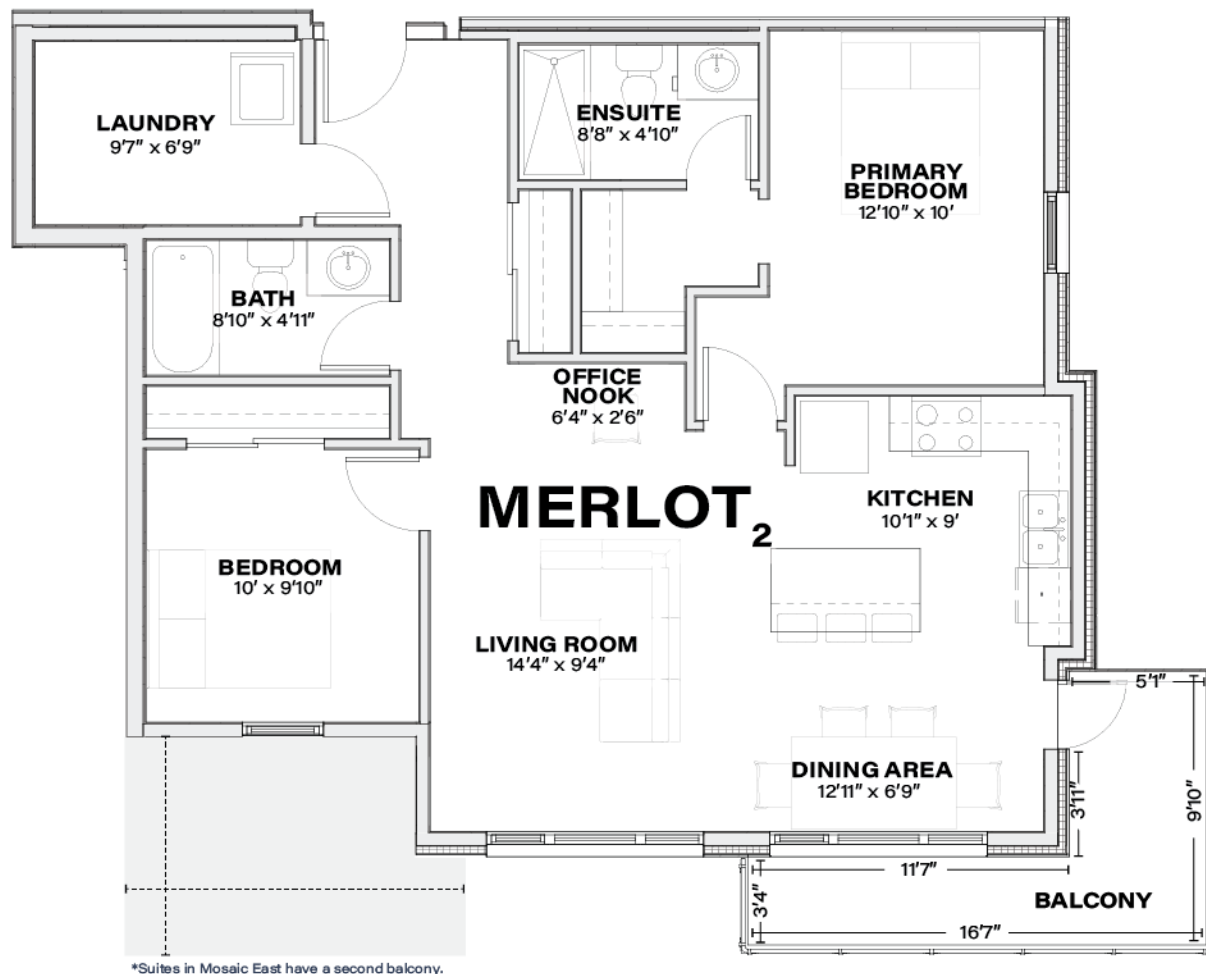 LAUNDRY
9'7" x 6'9"
ENSUITE
8'8" x 4'10"
PRIMARY
BEDROOM
12'10" x 10'
BATH
8'10" x 4'11"
OFFICE
NOOK
6'4" x 2'6"
MERLOT2
KITCHEN
10'1" x 9'
BEDROOM
10' x 9'10"
LIVING ROOM
14'4" x 9'4"
DINING AREA
12'11" x 6'9"
5'1"
3'11"
9'10"
11'7"
3'4"
BALCONY
16'7"
*Suites in Mosaic East have a second balcony.